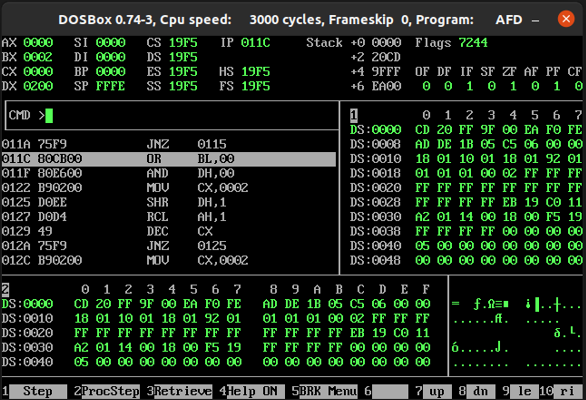 DOSBox 0.74-3, Cpu speed: 3000 cycles, Frameskip 0, Program: AFD
AX 0000 SI 0000 CS 19F5 IP 011C Stack +0 0000 Flags 7244
BX 0002 DI 0000 DS 19F5 +2 20CD
CX 0000 BP 0000 ES 19F5 HS 19F5 +4 9FFF OF DF IF SF ZF AF PF CF
DX 0200 SP FFFE SS 19F5 FS 19F5 +6 EA00 0 0 1 0 1 0 1 0
CMD >
1 0 1 2 3 4 5 6 7
DS:0000 CD 20 FF 9F 00 EA F0 FE
DS:0008 AD DE 1B 05 C5 06 00 00
DS:0010 18 01 10 01 18 01 92 01
DS:0018 01 01 01 00 02 FF FF FF
DS:0020 FF FF FF FF FF FF FF FF
DS:0028 FF FF FF FF EB 19 C0 11
DS:0030 A2 01 14 00 18 00 F5 19
DS:0038 FF FF FF FF 00 00 00 00
DS:0040 05 00 00 00 00 00 00 00
DS:0048 00 00 00 00 00 00 00 00
011A 75F9 JNZ 0115
011C 80CB00 OR BL,00
011F 80E600 AND DH,00
0122 B90200 MOV CX,0002
0125 D0EE SHR DH,1
0127 D0D4 RCL AH,1
0129 49 DEC CX
012A 75F9 JNZ 0125
012C B90200 MOV CX,0002
2 0 1 2 3 4 5 6 7 8 9 A B C D E F
DS:0000 CD 20 FF 9F 00 EA F0 FE AD DE 1B 05 C5 06 00 00
DS:0010 18 01 10 01 18 01 92 01 01 01 01 00 02 FF FF FF
DS:0020 FF FF FF FF FF FF FF FF FF FF FF FF EB 19 C0 11
DS:0030 A2 01 14 00 18 00 F5 19 FF FF FF FF 00 00 00 00
DS:0040 05 00 00 00 00 00 00 00 00 00 00 00 00 00 00 00
1 Step 2 ProcStep 3 Retrieve 4 Help ON 5 BRK Menu 6 7 up 8 dn 9 le 10 ri